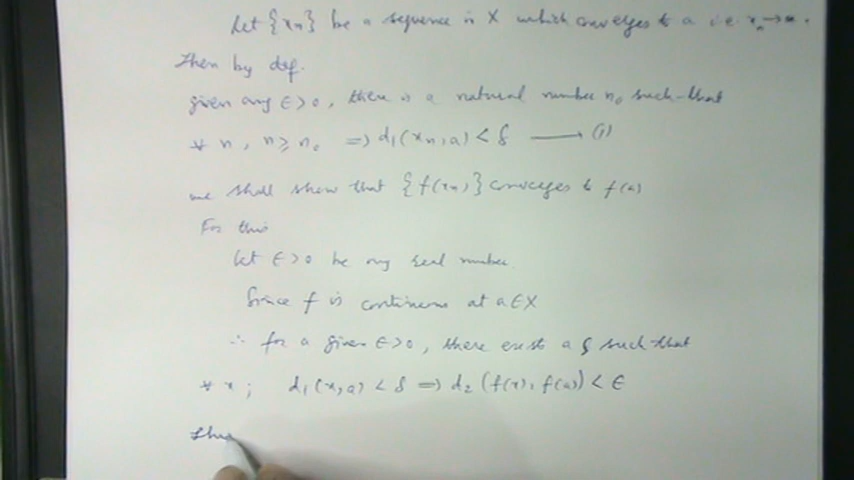 Let {xn} be a sequence in X which converges to a i.e. xn → a.
Then by def.
given any ϵ > 0, there is a natural number n₀ such that
∀ n, n ≥ n₀ ⇒ d₁(xn, a) < δ —— (1)
we shall show that {f(xn)} converges to f(a)
For this
Let ϵ > 0 be any real number.
Since f is continuous at a ∈ X
∴ for a given ϵ > 0, there exists a δ such that
∀ x; d₁(x, a) < δ ⇒ d₂(f(x), f(a)) < ϵ
Thus